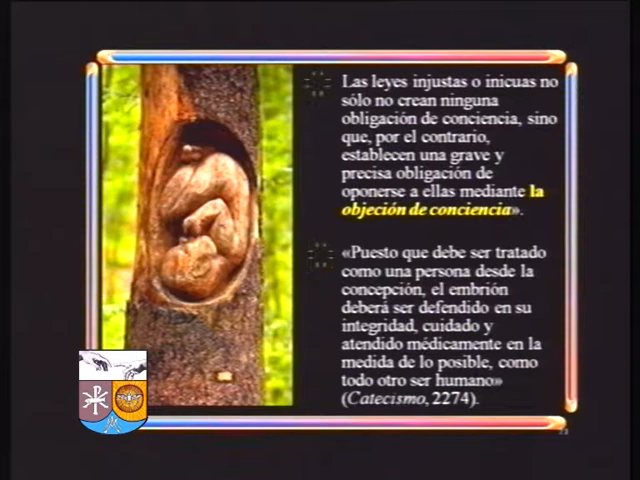 Las leyes injustas o inicuas no
sólo no crean ninguna
obligación de conciencia, sino
que, por el contrario,
establecen una grave y
precisa obligación de
oponerse a ellas mediante la
objeción de conciencia».
«Puesto que debe ser tratado
como una persona desde la
concepción, el embrión
deberá ser defendido en su
integridad, cuidado y
atendido médicamente en la
medida de lo posible, como
todo otro ser humano»
(Catecismo, 2274).